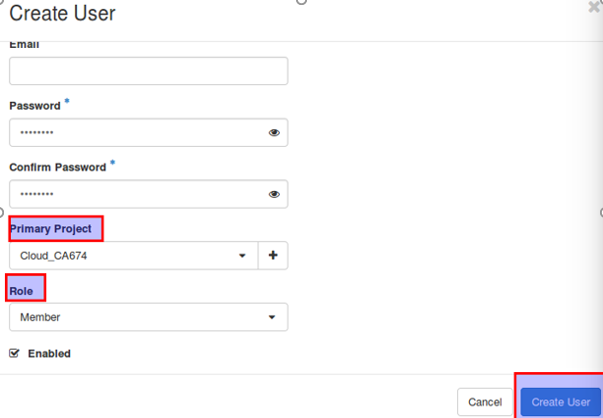 Create User
Email
Password *
••••••••
Confirm Password *
••••••••
Primary Project
Cloud_CA674
Role
Member
Enabled
Cancel Create User